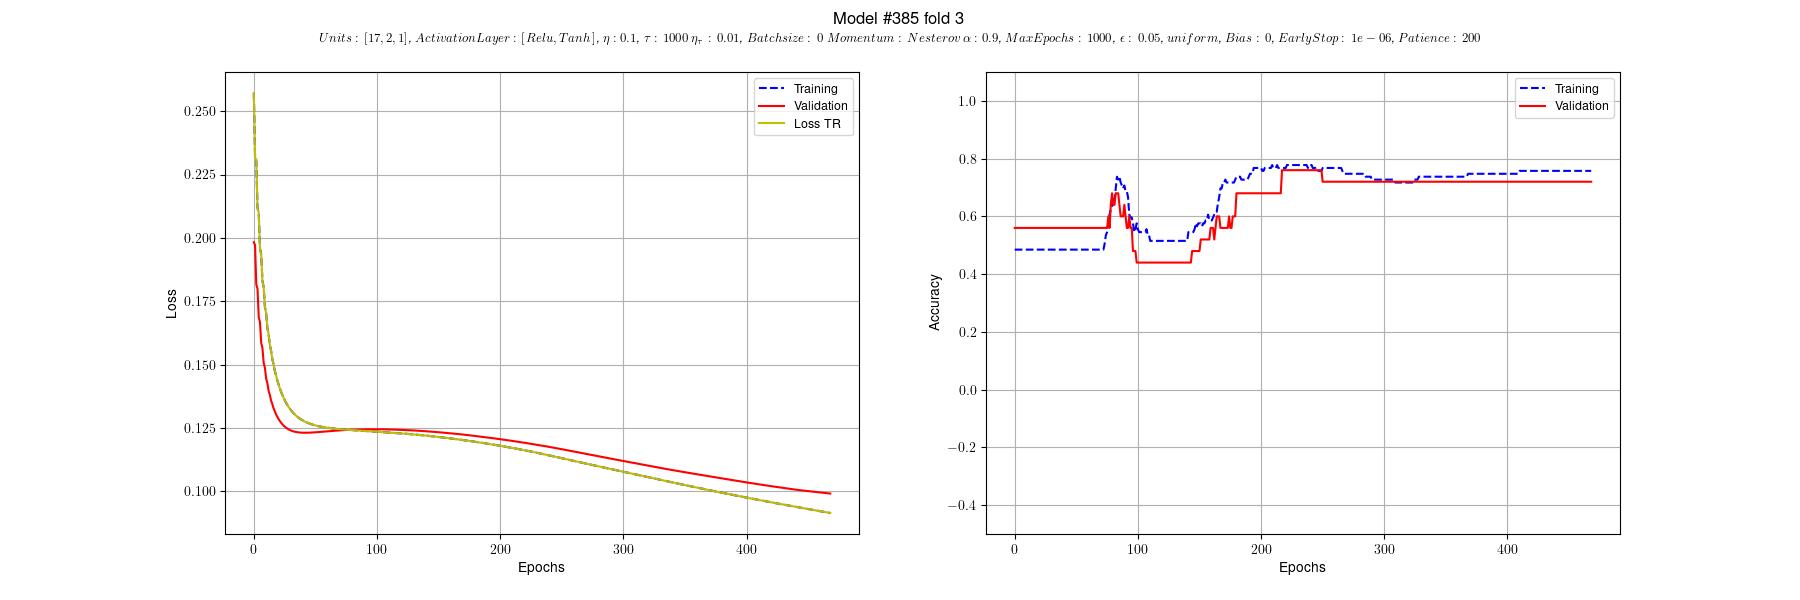 Model #385 fold 3
Units : [17, 2, 1], ActivationLayer : [Relu, Tanh], η : 0.1, τ : 1000 ητ : 0.01, Batchsize : 0 Momentum : Nesterov α : 0.9, MaxEpochs : 1000, ϵ : 0.05, uniform, Bias : 0, EarlyStop : 1e − 06, Patience : 200
Training
Validation
Loss TR
0.250
0.225
0.200
0.175
0.150
0.125
0.100
Loss
0 100 200 300 400
Epochs
Training
Validation
1.0
0.8
0.6
0.4
0.2
0.0
−0.2
−0.4
Accuracy
0 100 200 300 400
Epochs